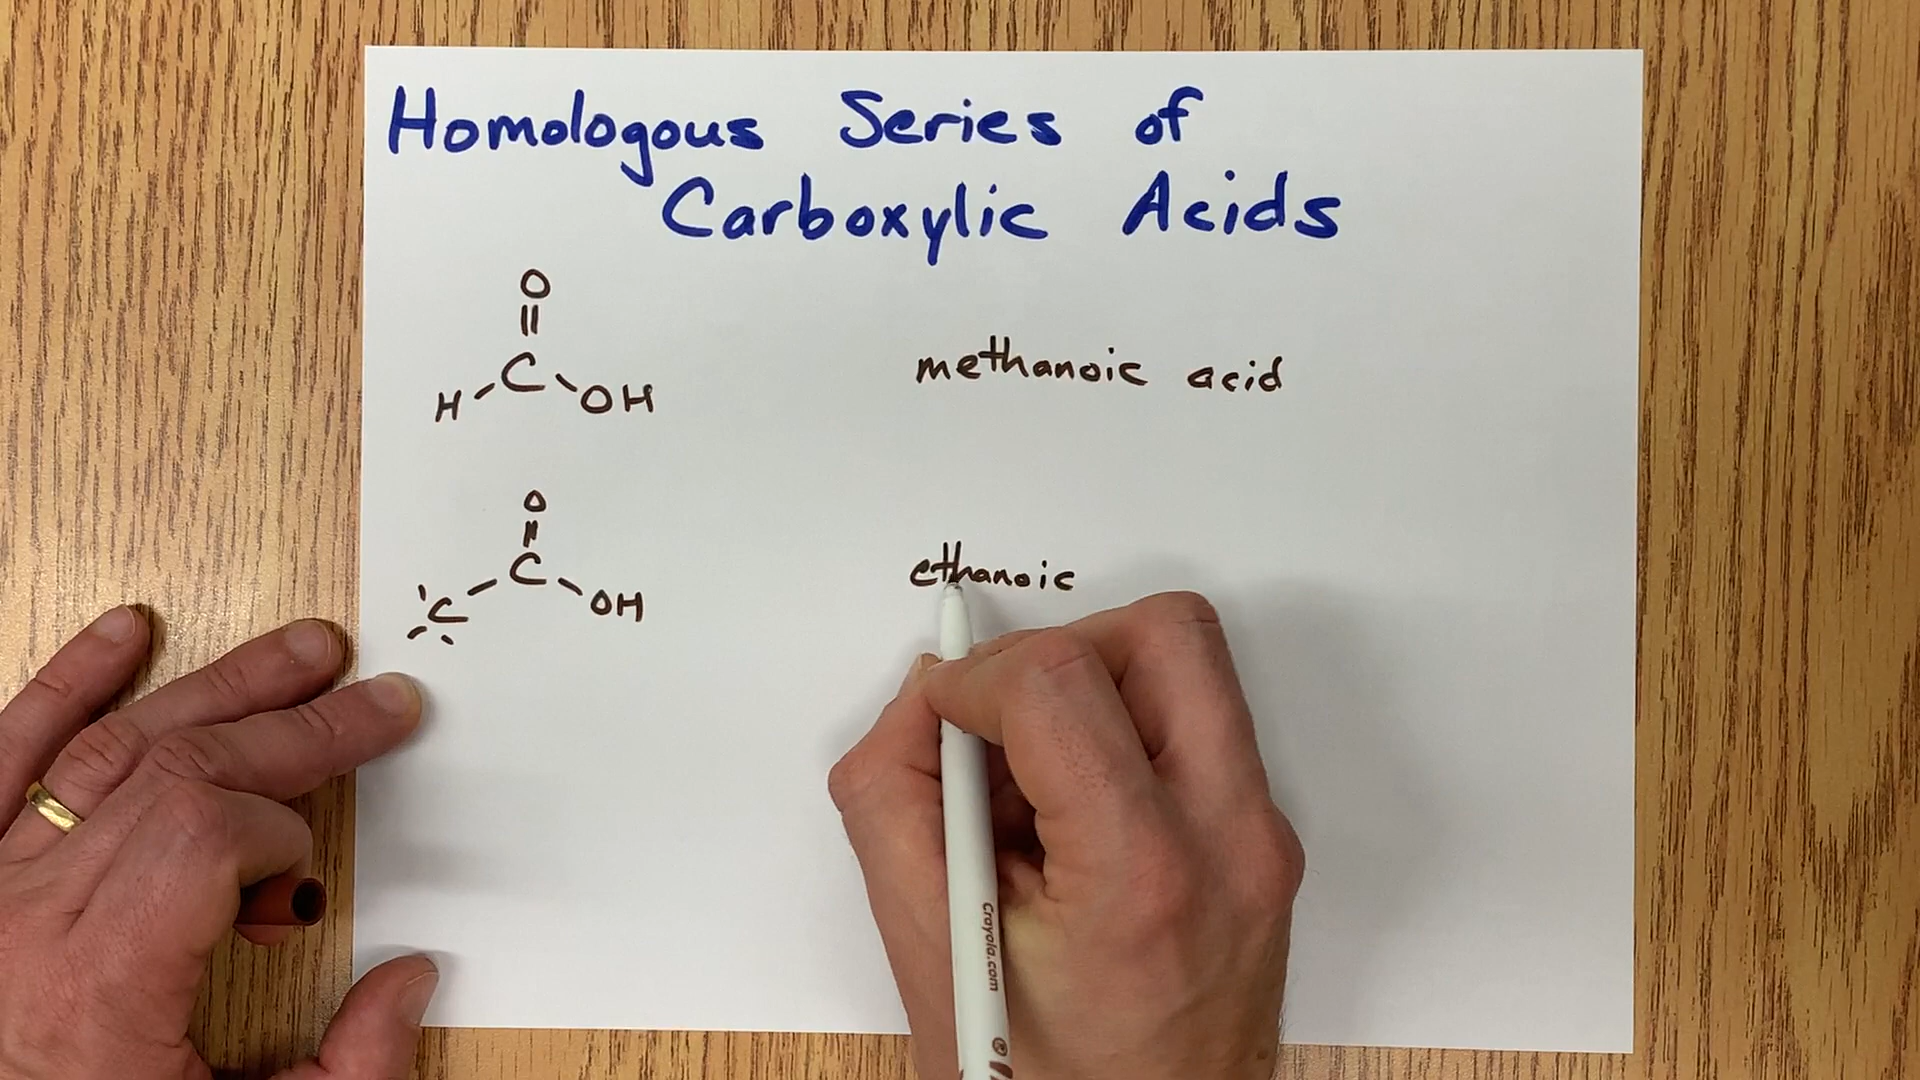 Homologous Series of
Carboxylic Acids
O
C
H OH
methanoic acid
O
C
C OH
ethanoic
Crayola.com
®